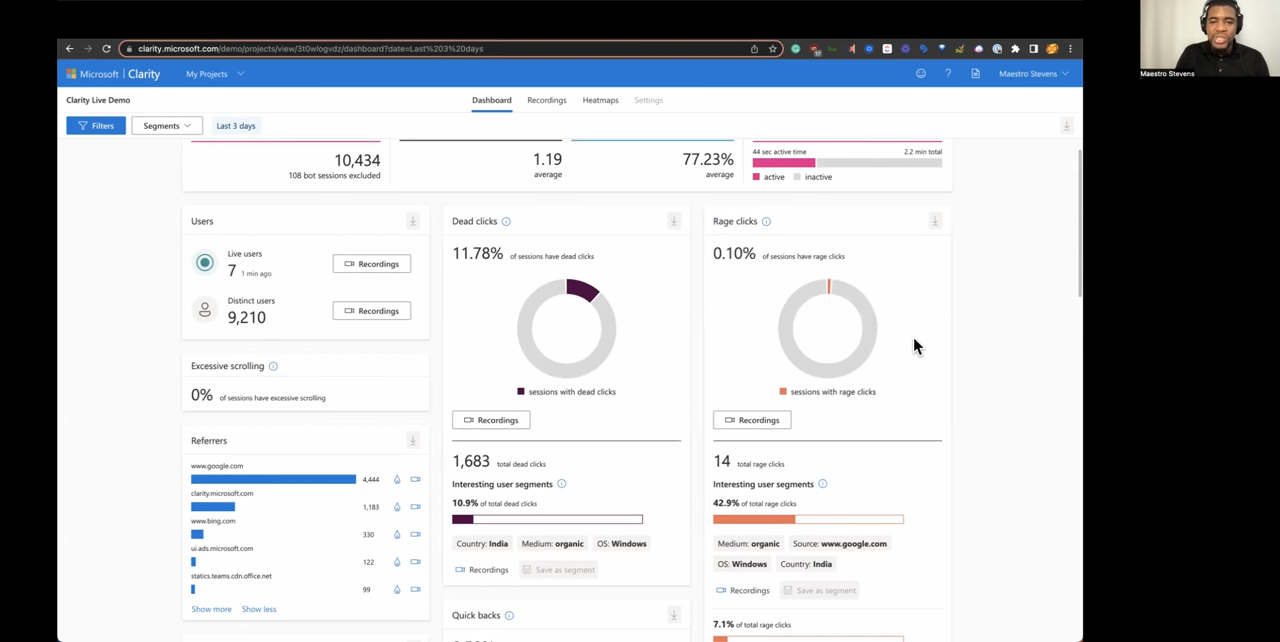 clarity.microsoft.com/demo/projects/view/3t0wlogvdz/dashboard?date=Last%203%20days
Microsoft | Clarity
My Projects
Maestro Stevens
Maestro Stevens
Clarity Live Demo
Dashboard
Recordings
Heatmaps
Settings
Filters
Segments
Last 3 days
10,434
108 bot sessions excluded
1.19
average
77.23%
average
44 sec active time
2.2 min total
active
inactive
Users
Live users
7 1 min ago
Recordings
Distinct users
9,210
Recordings
Excessive scrolling
0% of sessions have excessive scrolling
Referrers
www.google.com
4,444
clarity.microsoft.com
1,183
www.bing.com
330
ui.ads.microsoft.com
122
statics.teams.cdn.office.net
99
Show more
Show less
Dead clicks
11.78% of sessions have dead clicks
sessions with dead clicks
Recordings
1,683 total dead clicks
Interesting user segments
10.9% of total dead clicks
Country: India
Medium: organic
OS: Windows
Recordings
Save as segment
Quick backs
Rage clicks
0.10% of sessions have rage clicks
sessions with rage clicks
Recordings
14 total rage clicks
Interesting user segments
42.9% of total rage clicks
Medium: organic
Source: www.google.com
OS: Windows
Country: India
Recordings
Save as segment
7.1% of total rage clicks